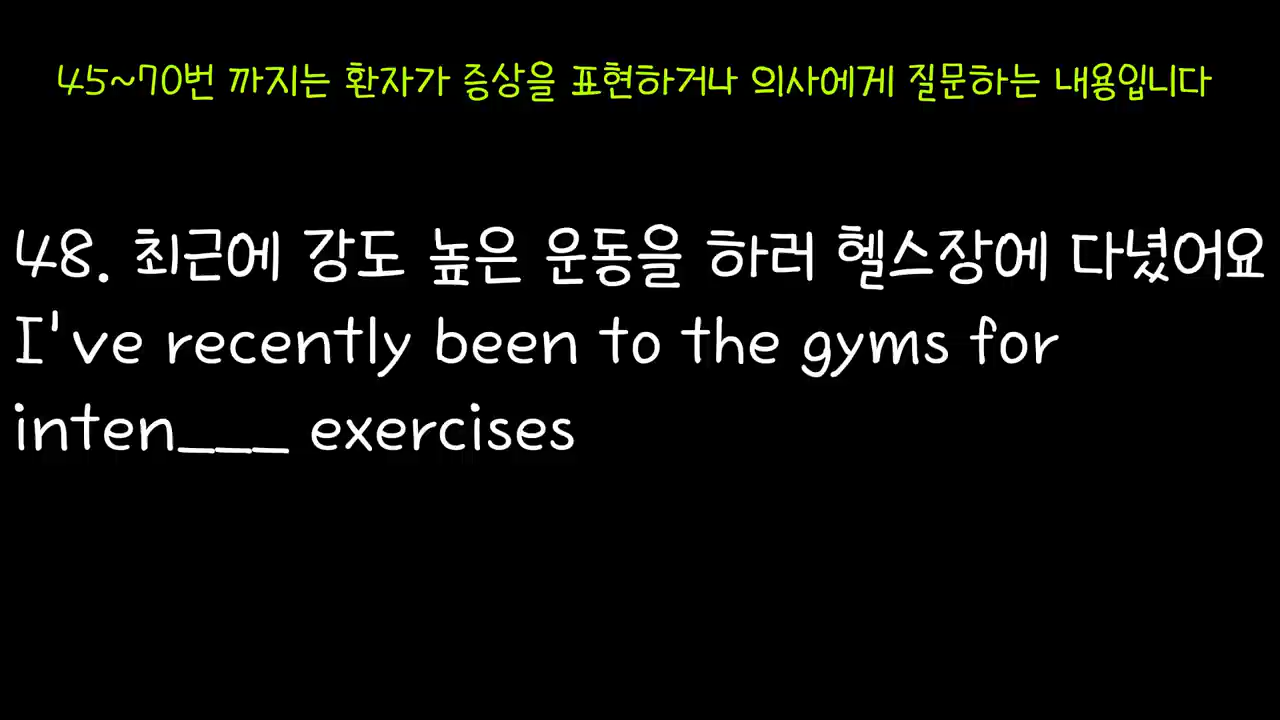 45~70번 까지는 환자가 증상을 표현하거나 의사에게 질문하는 내용입니다
48. 최근에 강도 높은 운동을 하러 헬스장에 다녔어요
I've recently been to the gyms for
inten___ exercises